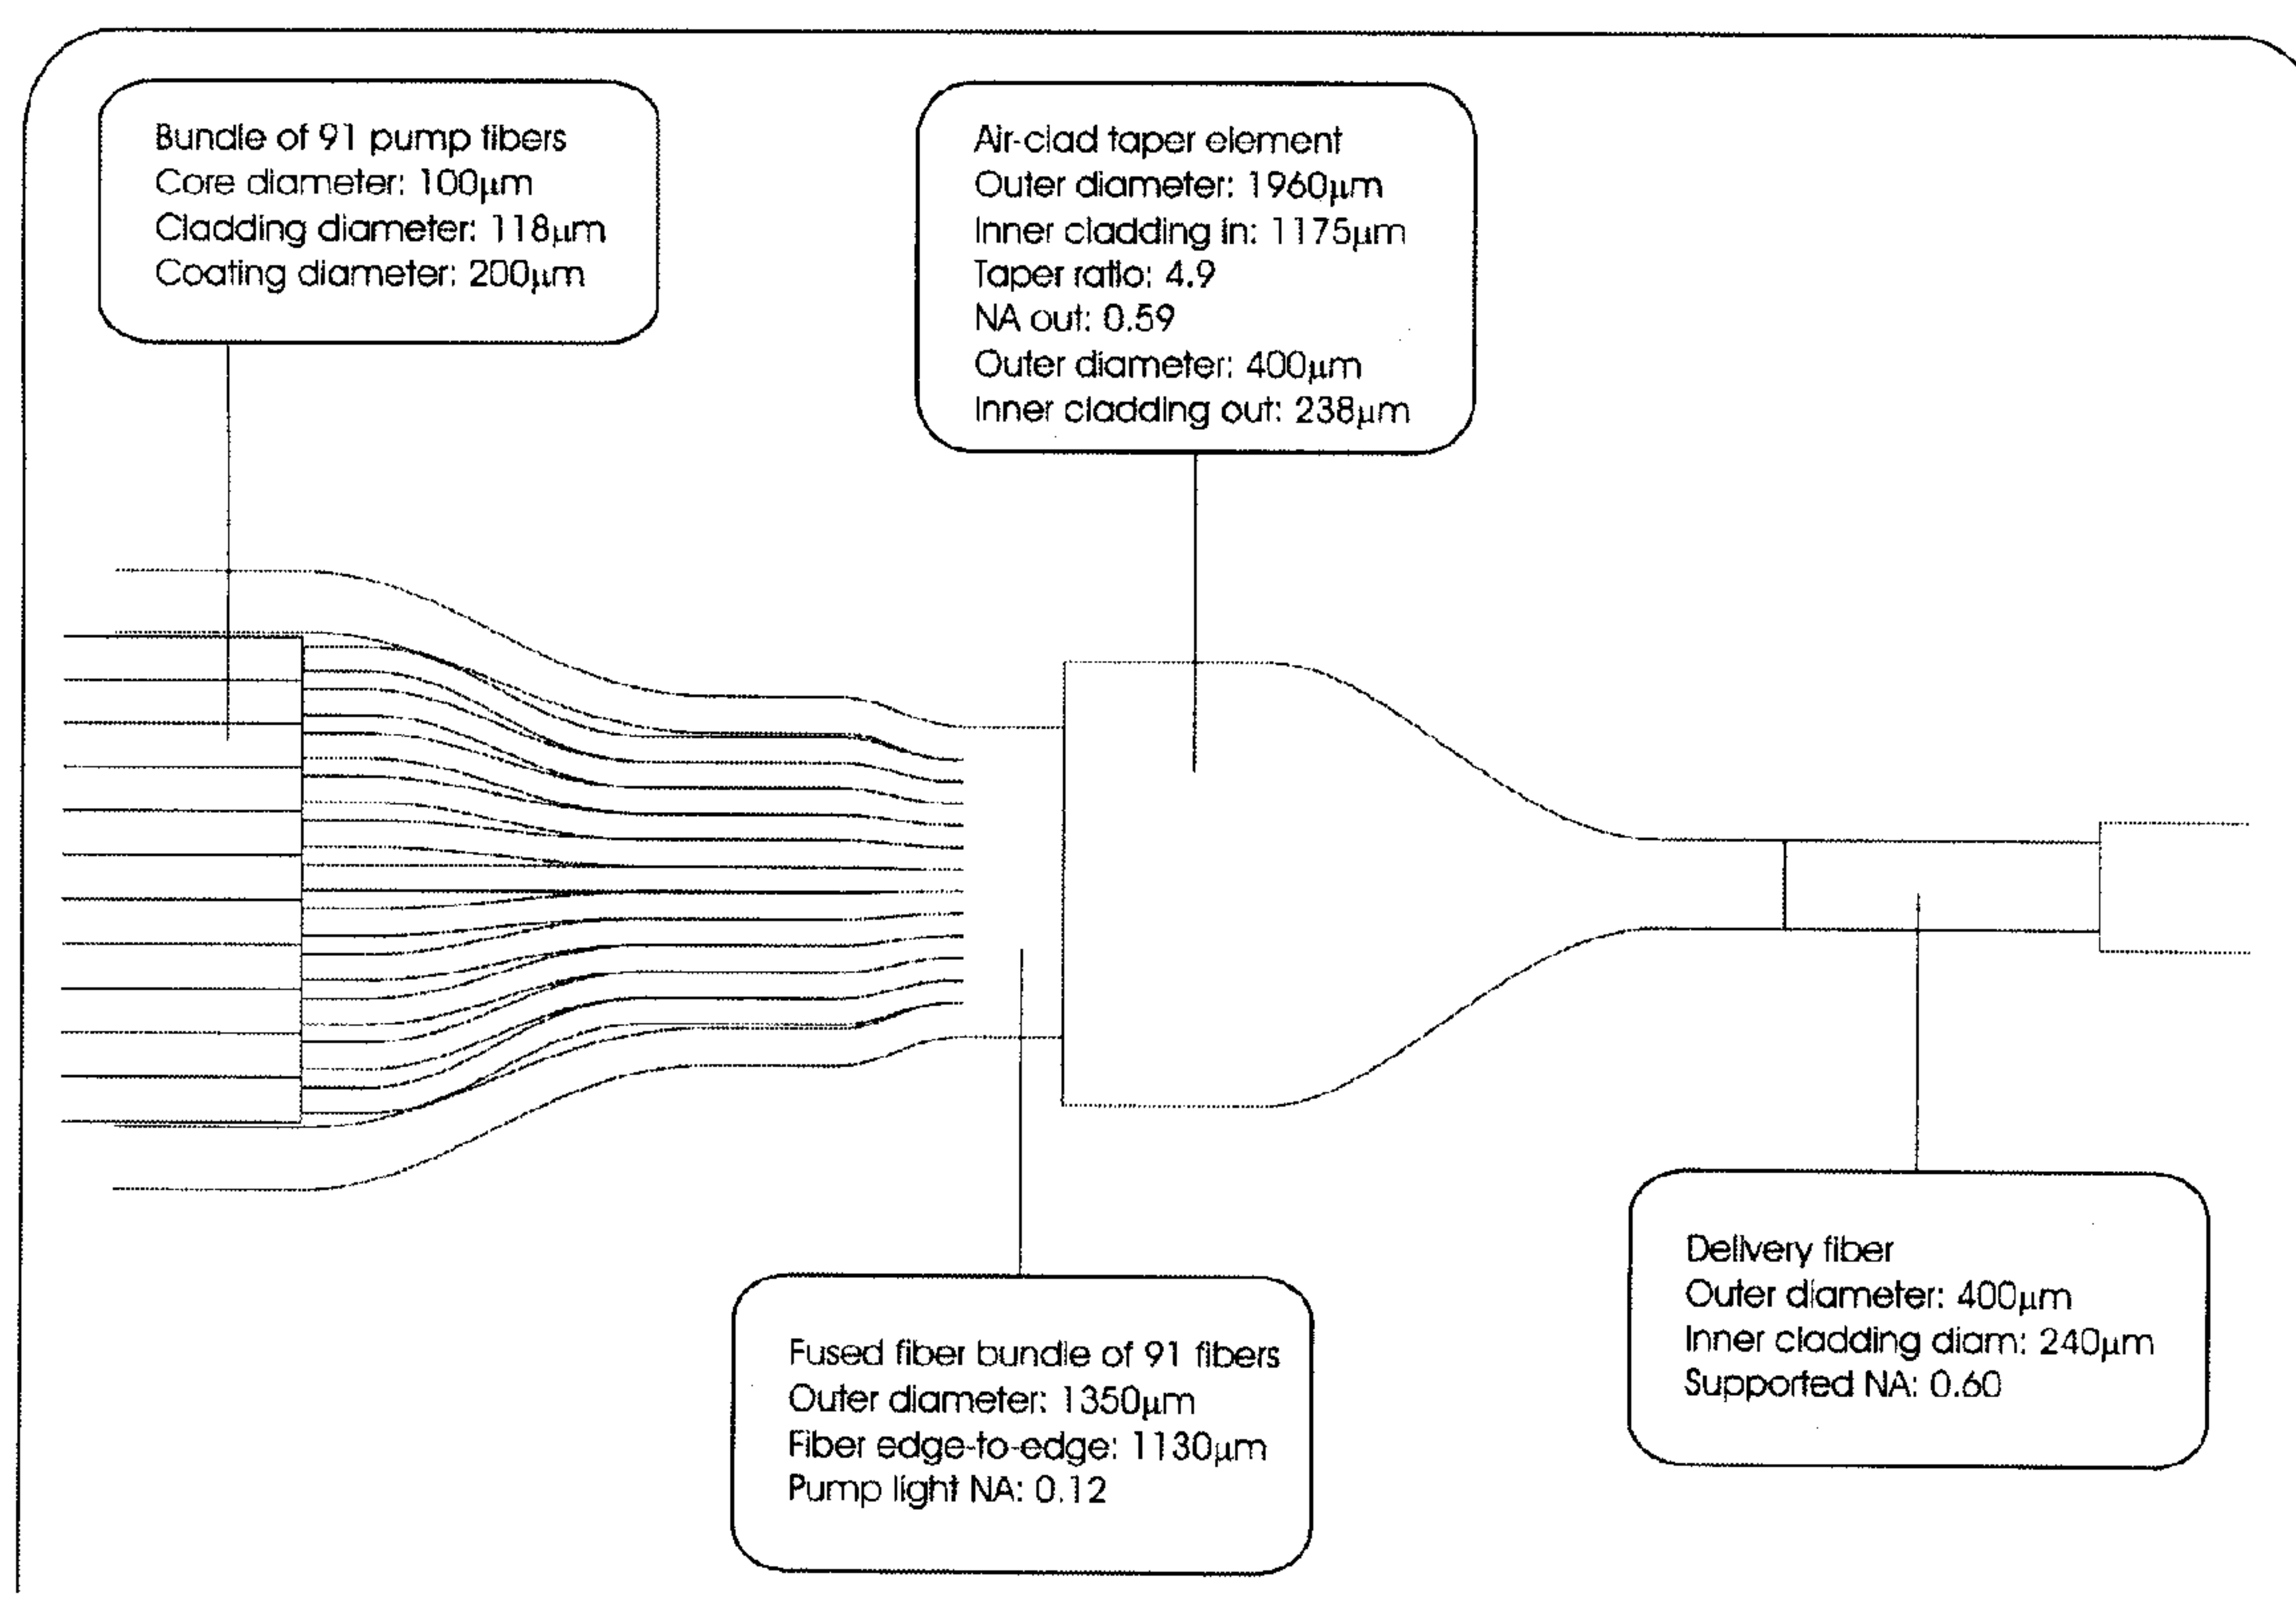 Bundle of 91 pump fibers
Core diameter: 100µm
Cladding diameter: 118µm
Coating diameter: 200µm
Air-clad taper element
Outer diameter: 1960µm
Inner cladding in: 1175µm
Taper ratio: 4.9
NA out: 0.59
Outer diameter: 400µm
Inner cladding out: 238µm
Fused fiber bundle of 91 fibers
Outer diameter: 1350µm
Fiber edge-to-edge: 1130µm
Pump light NA: 0.12
Delivery fiber
Outer diameter: 400µm
Inner cladding diam: 240µm
Supported NA: 0.60